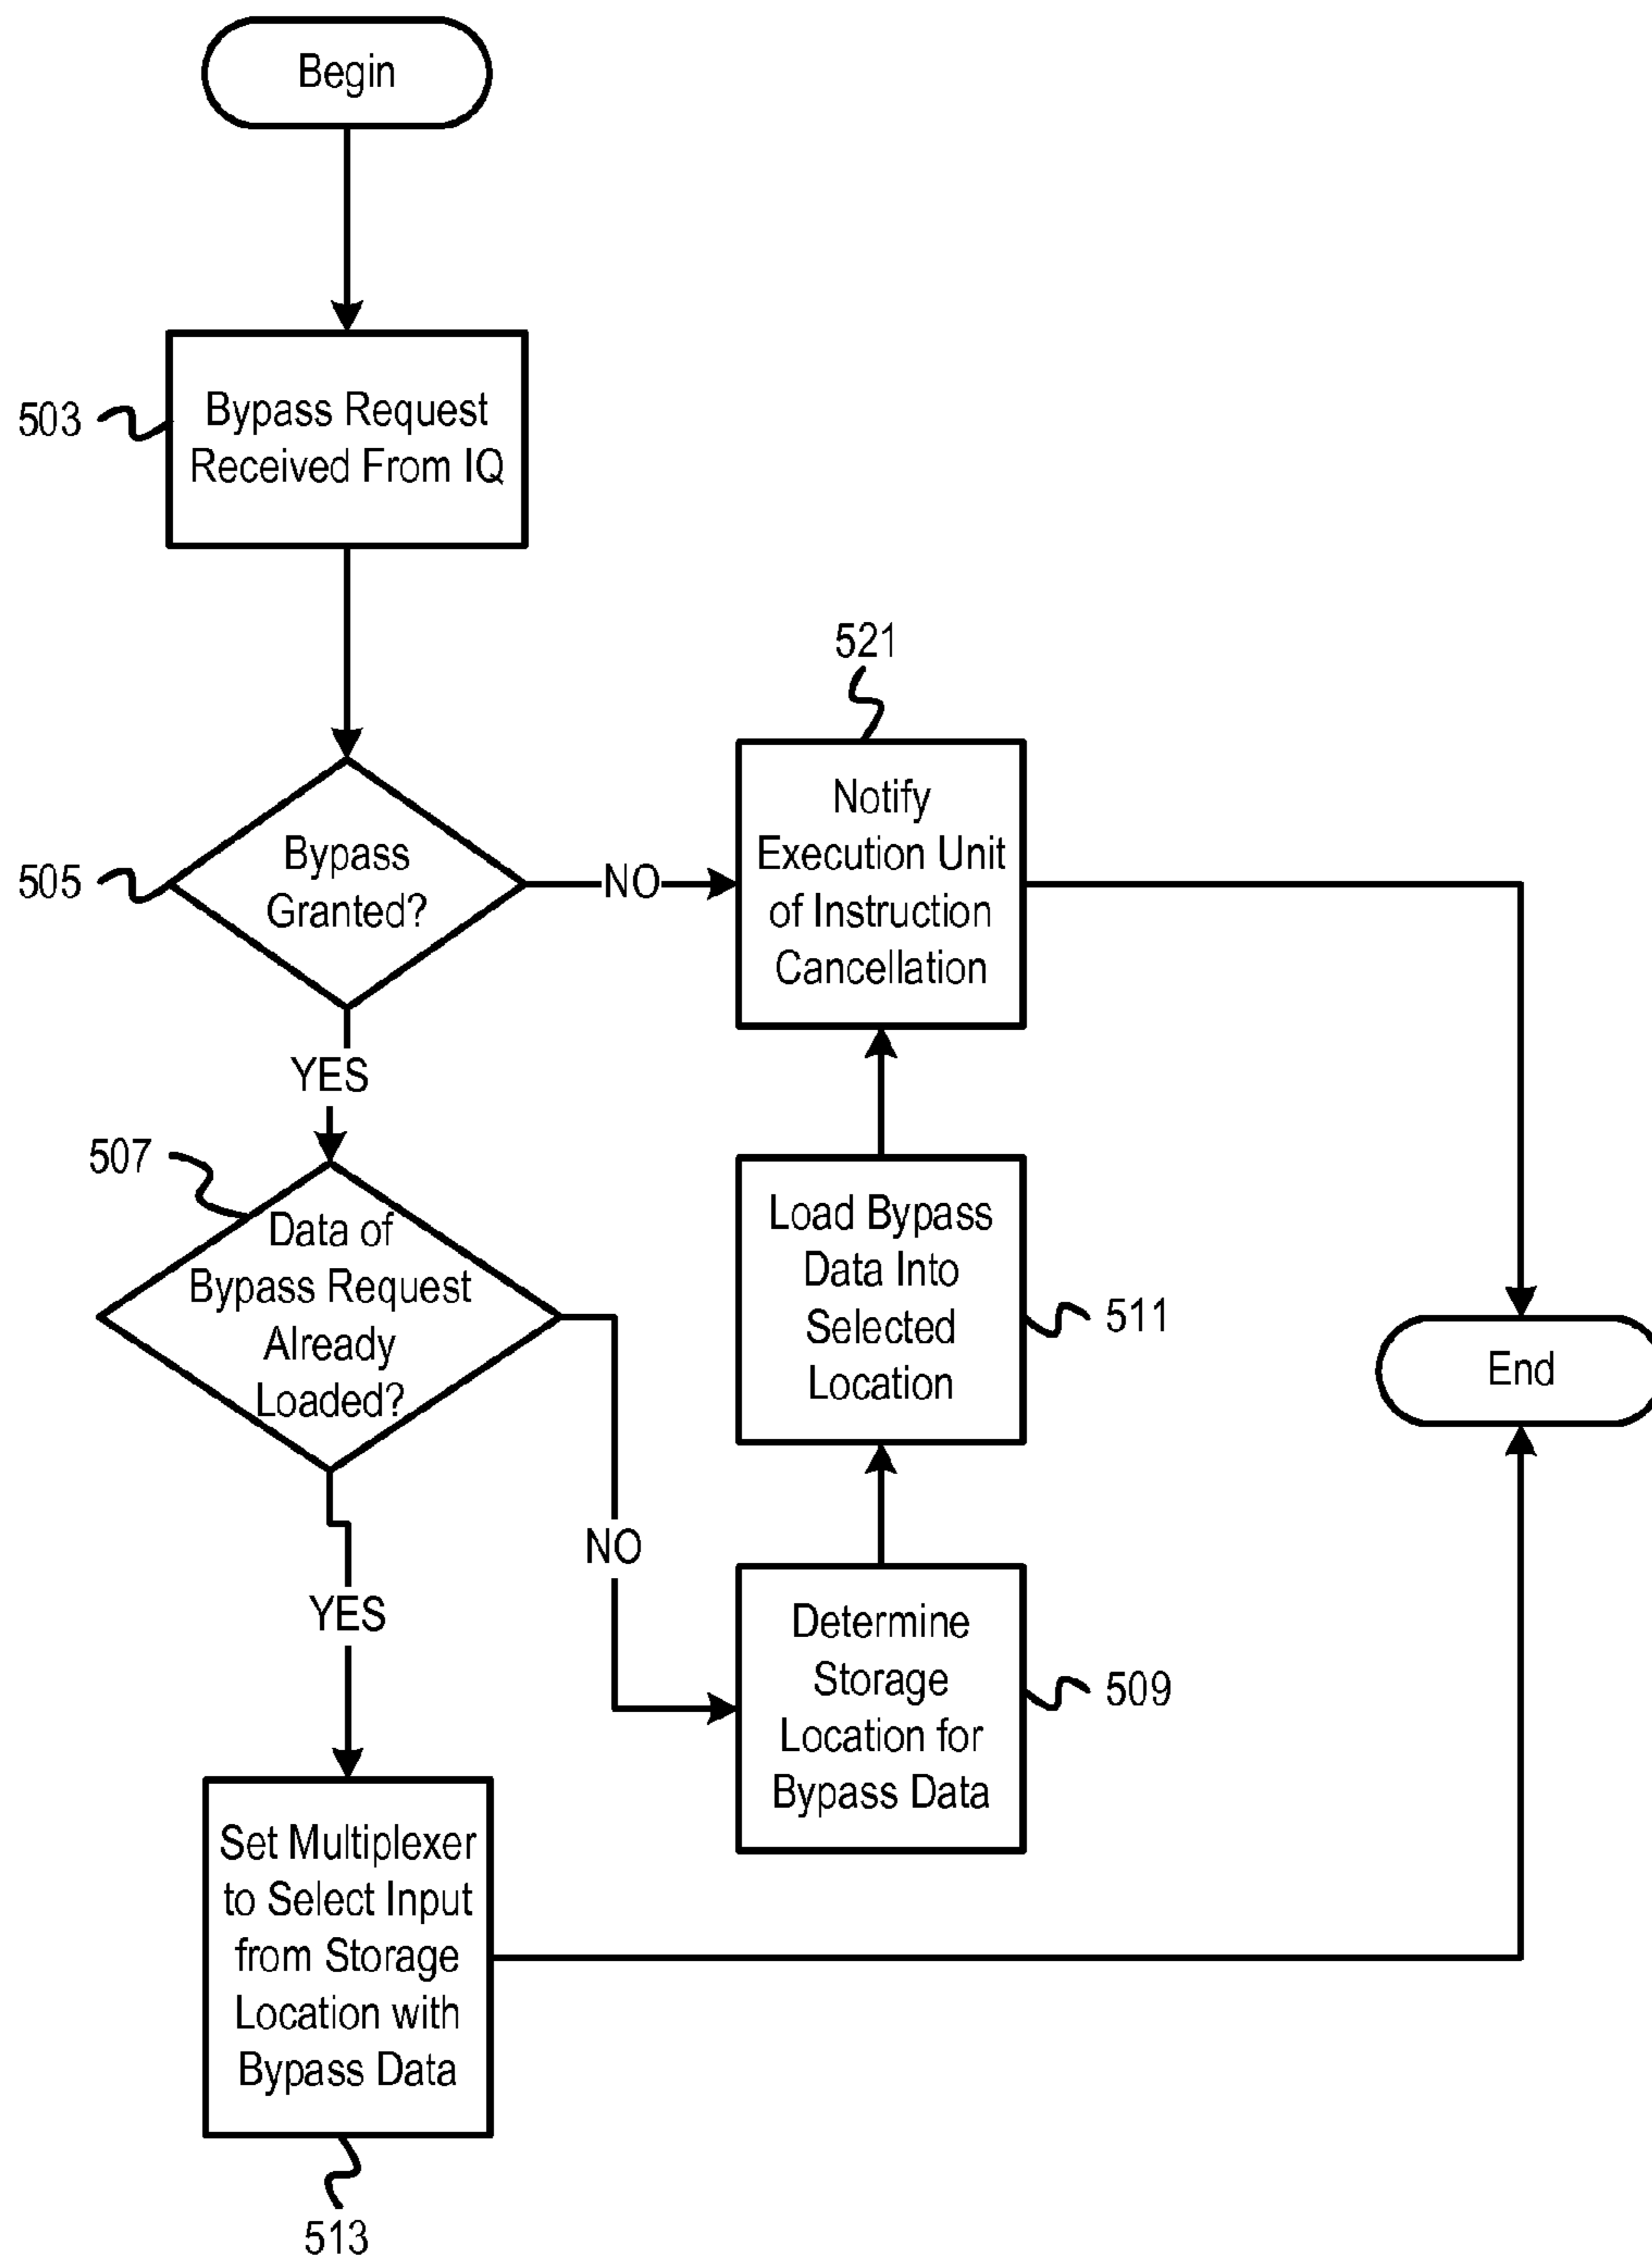 Begin
503
Bypass Request
Received From IQ
505
Bypass
Granted?
NO
521
Notify
Execution Unit
of Instruction
Cancellation
YES
507
Data of
Bypass Request
Already
Loaded?
Load Bypass
Data Into
Selected
Location
511
End
NO
YES
Determine
Storage
Location for
Bypass Data
509
Set Multiplexer
to Select Input
from Storage
Location with
Bypass Data
513